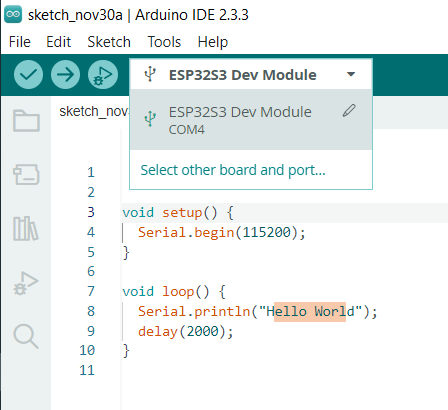 sketch_nov30a | Arduino IDE 2.3.3
File Edit Sketch Tools Help
ESP32S3 Dev Module
sketch_nov3
ESP32S3 Dev Module
COM4
Select other board and port...
1
2
3 void setup() {
4 Serial.begin(115200);
5 }
6
7 void loop() {
8 Serial.println("Hello World");
9 delay(2000);
10 }
11